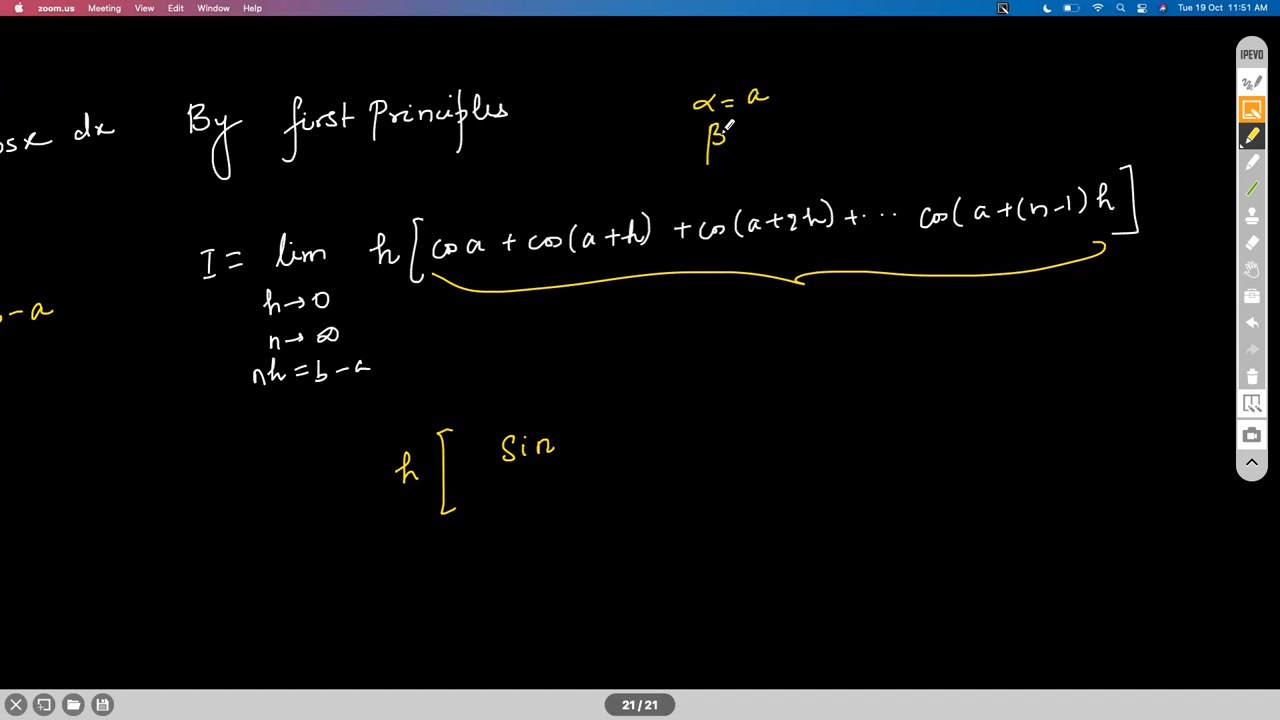 zoom.us Meeting View Edit Window Help Tue 19 Oct 11:51 AM
IPEVO
osx dx By first Principles
α = a
β
I = lim h [ cos a + cos(a+h) + cos(a+2h) + ... cos(a+(n-1)h ]
h→0
n→∞
nh = b-a
-a
h [ Sin
21/21